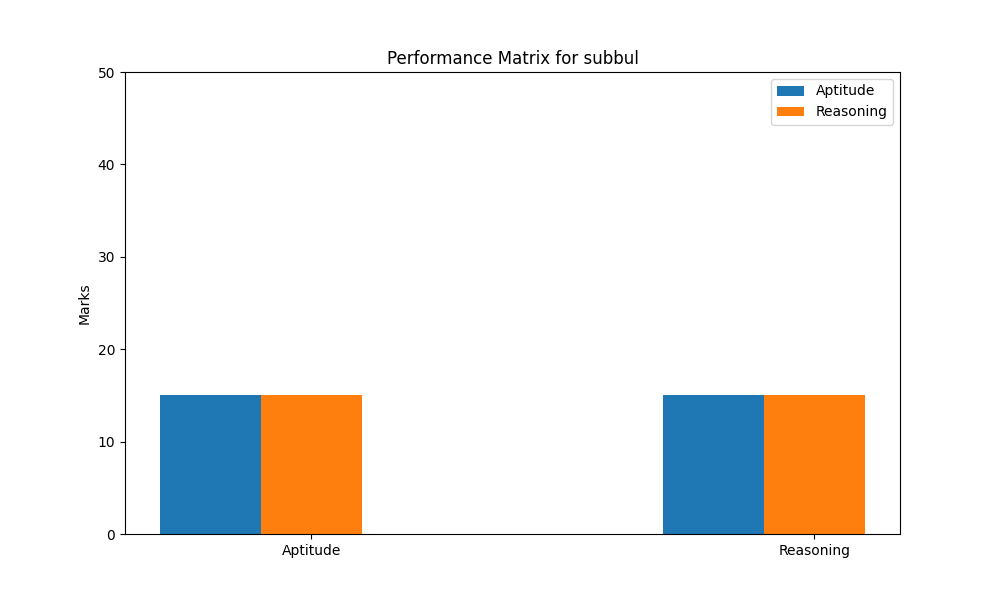 Performance Matrix for subbul
50
40
30
20
10
0
Marks
Aptitude
Reasoning
Aptitude
Reasoning